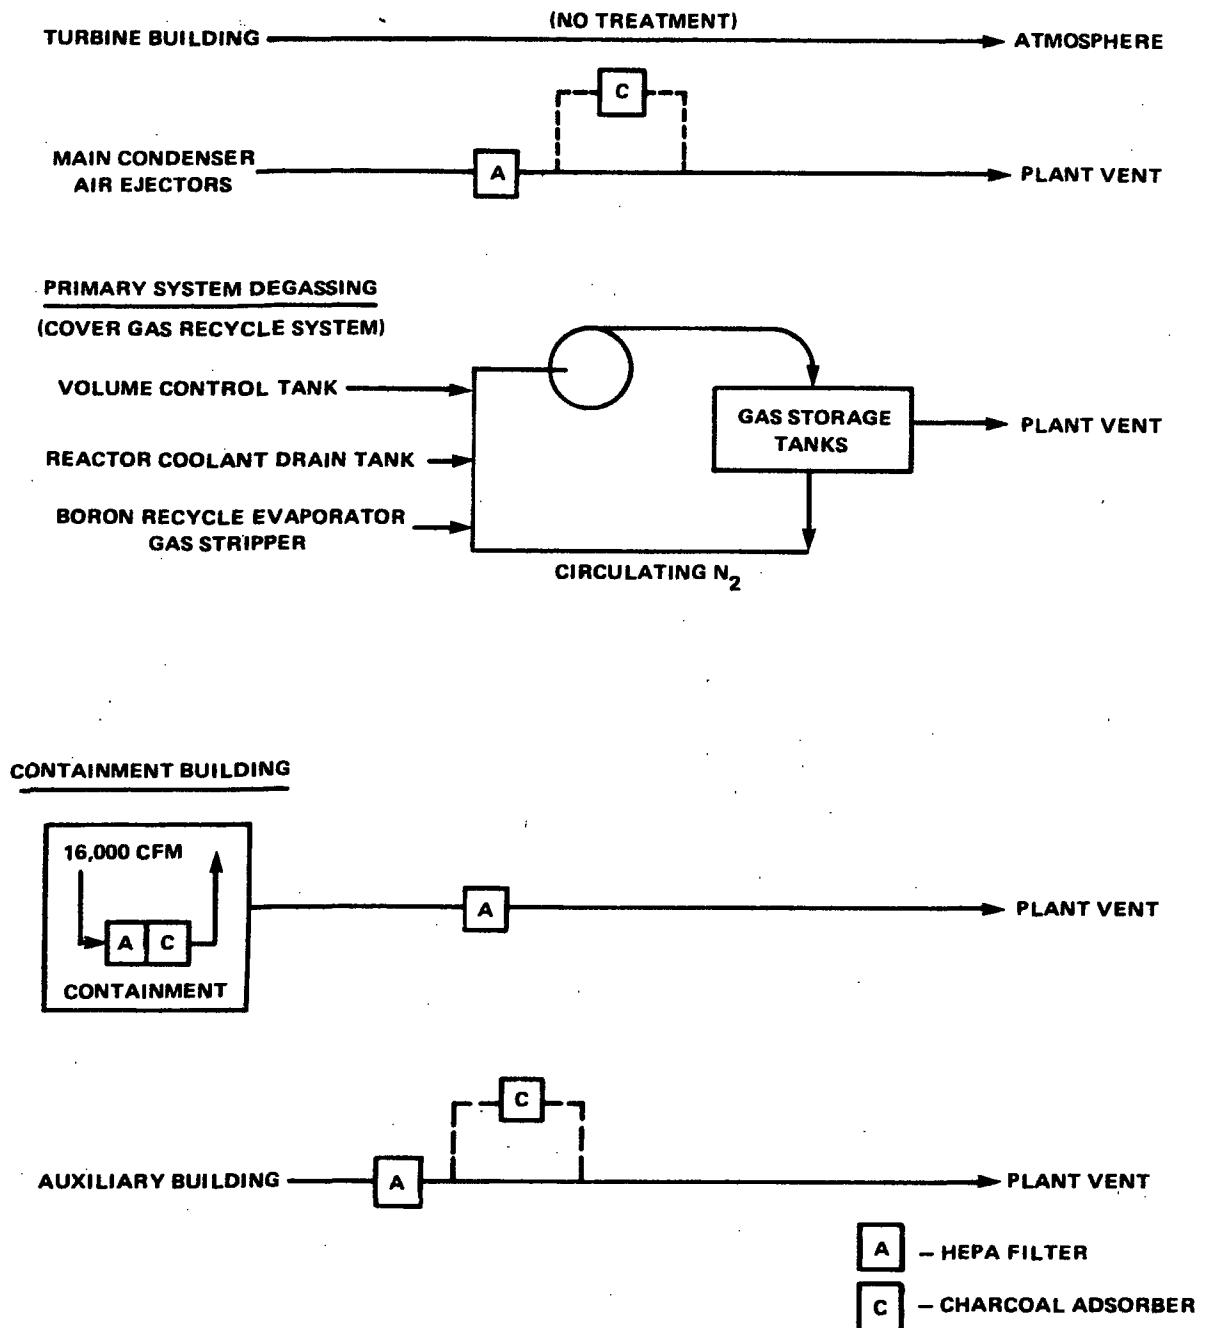 (NO TREATMENT)
TURBINE BUILDING
ATMOSPHERE
C
MAIN CONDENSER
AIR EJECTORS
A
PLANT VENT
PRIMARY SYSTEM DEGASSING
(COVER GAS RECYCLE SYSTEM)
VOLUME CONTROL TANK
GAS STORAGE
TANKS
PLANT VENT
REACTOR COOLANT DRAIN TANK
BORON RECYCLE EVAPORATOR
GAS STRIPPER
CIRCULATING N2
CONTAINMENT BUILDING
16,000 CFM
A C
CONTAINMENT
A
PLANT VENT
C
AUXILIARY BUILDING
A
PLANT VENT
A – HEPA FILTER
C – CHARCOAL ADSORBER